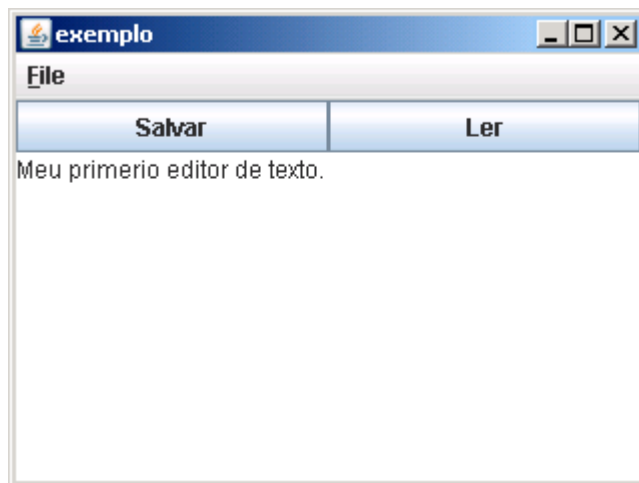 exemplo
File
Salvar Ler
Meu primerio editor de texto.